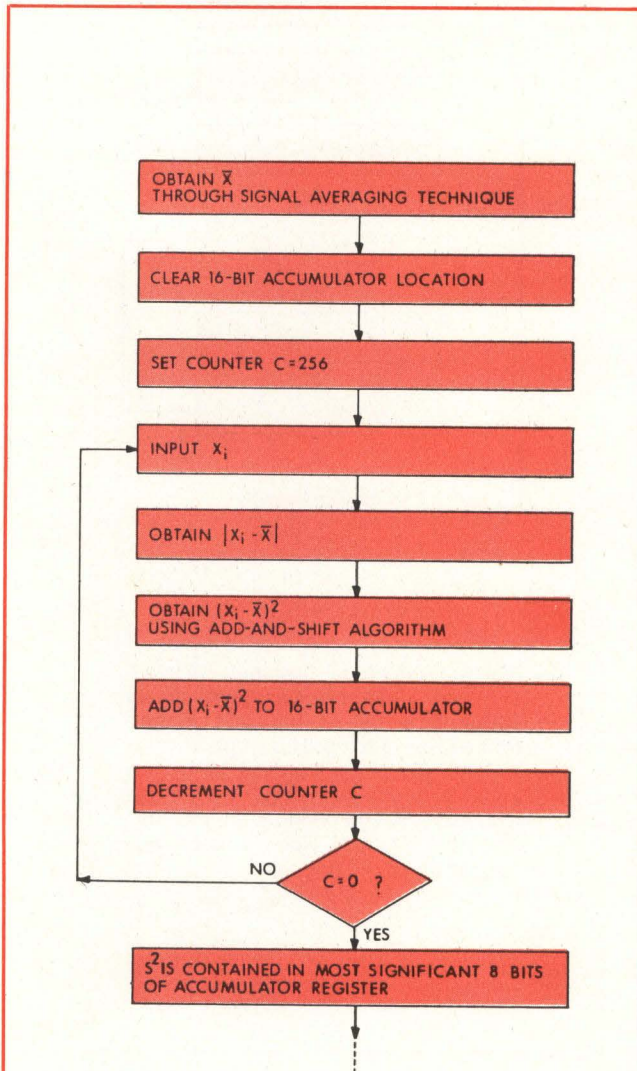 OBTAIN X̅
THROUGH SIGNAL AVERAGING TECHNIQUE
CLEAR 16-BIT ACCUMULATOR LOCATION
SET COUNTER C=256
INPUT Xᵢ
OBTAIN |Xᵢ - X̅|
OBTAIN (Xᵢ - X̅)²
USING ADD-AND-SHIFT ALGORITHM
ADD (Xᵢ - X̅)² TO 16-BIT ACCUMULATOR
DECREMENT COUNTER C
NO
C=0 ?
YES
S² IS CONTAINED IN MOST SIGNIFICANT 8 BITS
OF ACCUMULATOR REGISTER